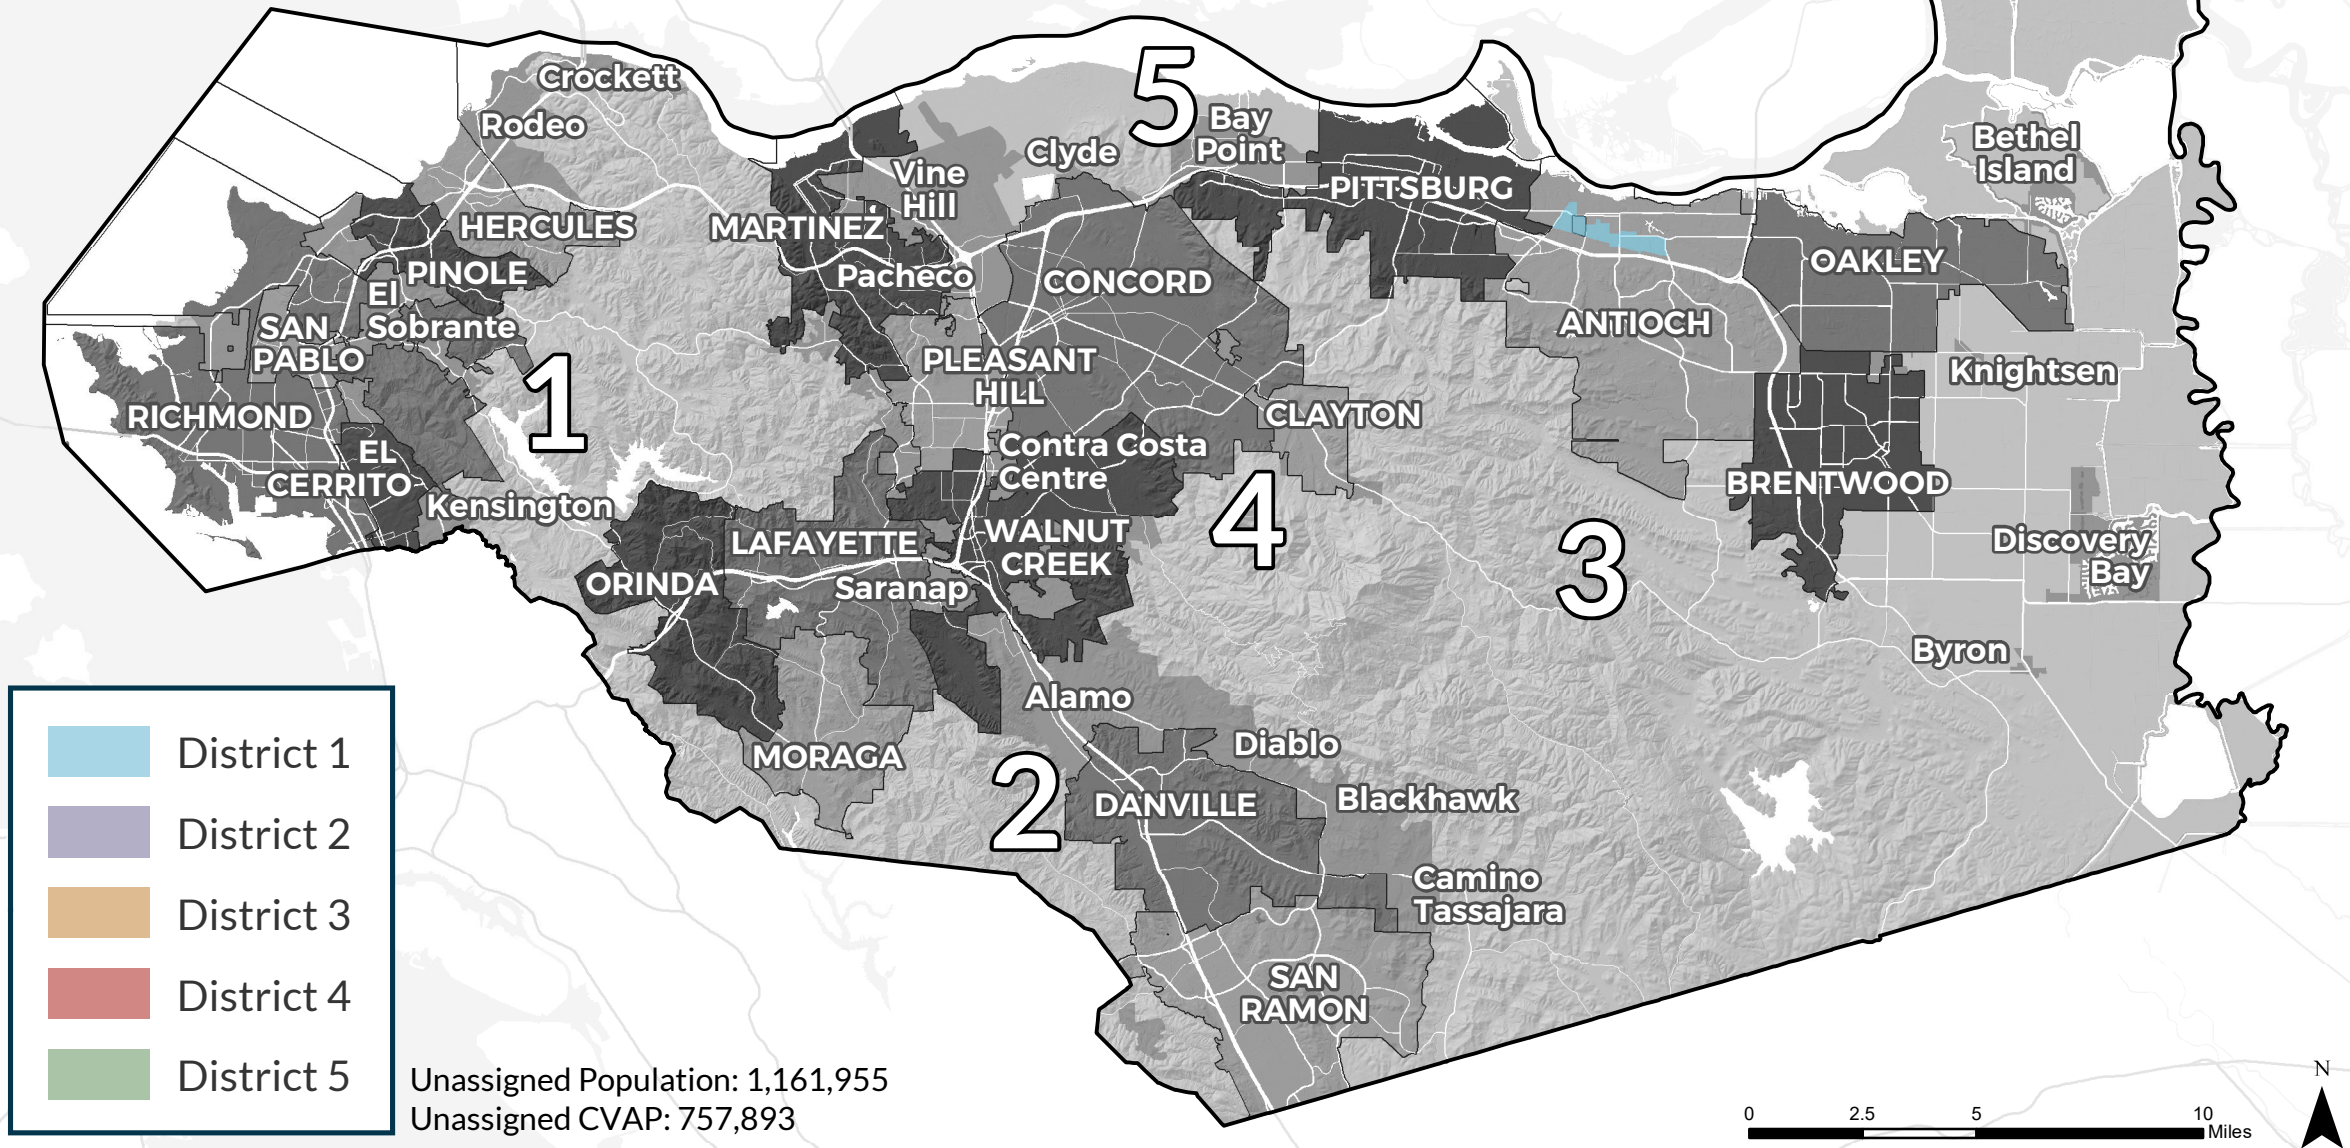 Crockett
Rodeo
5
Bay
Point
Clyde
Bethel
Island
Vine
Hill
PITTSBURG
HERCULES
MARTINEZ
PINOLE
Pacheco
CONCORD
OAKLEY
El
Sobrante
SAN
PABLO
ANTIOCH
PLEASANT
HILL
Knightsen
1
RICHMOND
CLAYTON
EL
CERRITO
Contra Costa
Centre
Kensington
BRENTWOOD
4
3
LAFAYETTE
WALNUT
CREEK
Discovery
Bay
ORINDA
Saranap
Byron
Alamo
MORAGA
Diablo
2
DANVILLE
Blackhawk
Camino
Tassajara
SAN
RAMON
District 1
District 2
District 3
District 4
District 5
Unassigned Population: 1,161,955
Unassigned CVAP: 757,893
N
0 2.5 5 10
Miles